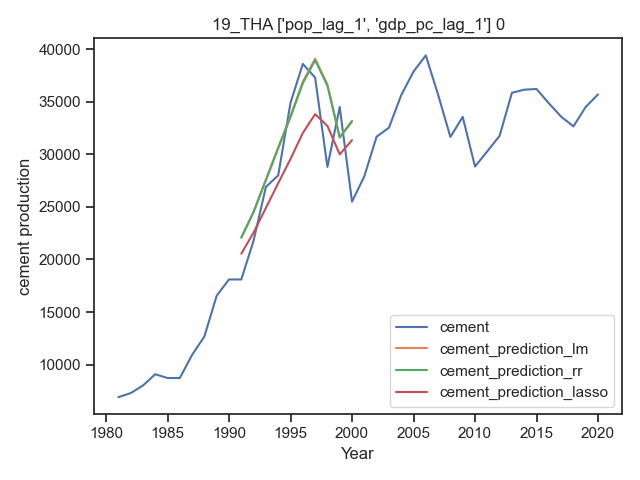 19_THA ['pop_lag_1', 'gdp_pc_lag_1'] 0
40000
35000
30000
25000
20000
15000
10000
cement production
cement
cement_prediction_lm
cement_prediction_rr
cement_prediction_lasso
1980 1985 1990 1995 2000 2005 2010 2015 2020
Year